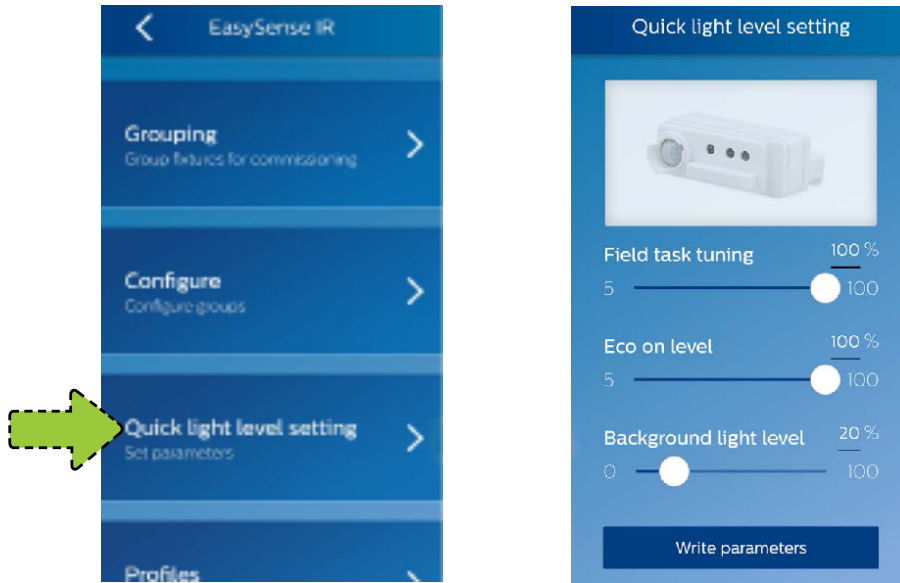 EasySense IR
Grouping
Group fixtures for commissioning
Configure
Configure groups
Quick light level setting
Set parameters
Profiles
Quick light level setting
Field task tuning 100 %
5 100
Eco on level 100 %
5 100
Background light level 20 %
0 100
Write parameters